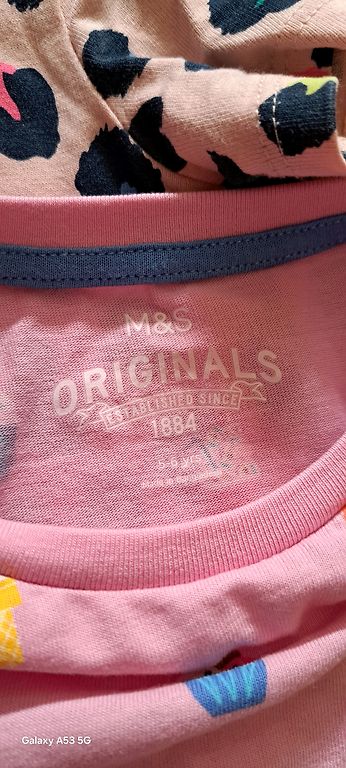 M&S
ORIGINALS
ESTABLISHED SINCE
1884
Galaxy A53 5G